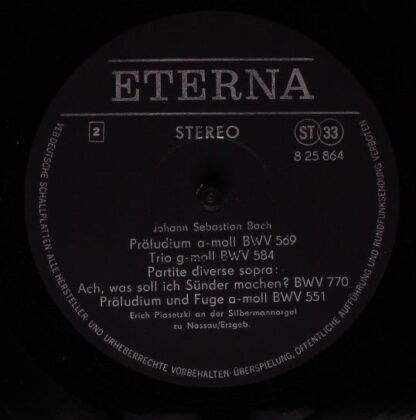 ETERNA
2
STEREO
ST 33
8 25 864
Johann Sebastian Bach
Präludium a-moll BWV 569
Trio g-moll BWV 584
Partite diverse sopra:
Ach, was soll ich Sünder machen? BWV 770
Präludium und Fuge a-moll BWV 551
Erich Piasetzki an der Silbermannorgel
zu Nassau/Erzgeb.
VEB DEUTSCHE SCHALLPLATTEN · ALLE HERSTELLER- UND URHEBERRECHTE VORBEHALTEN · ÜBERSPIELUNG, ÖFFENTLICHE AUFFÜHRUNG UND RUNDFUNKSENDUNG VERBOTEN